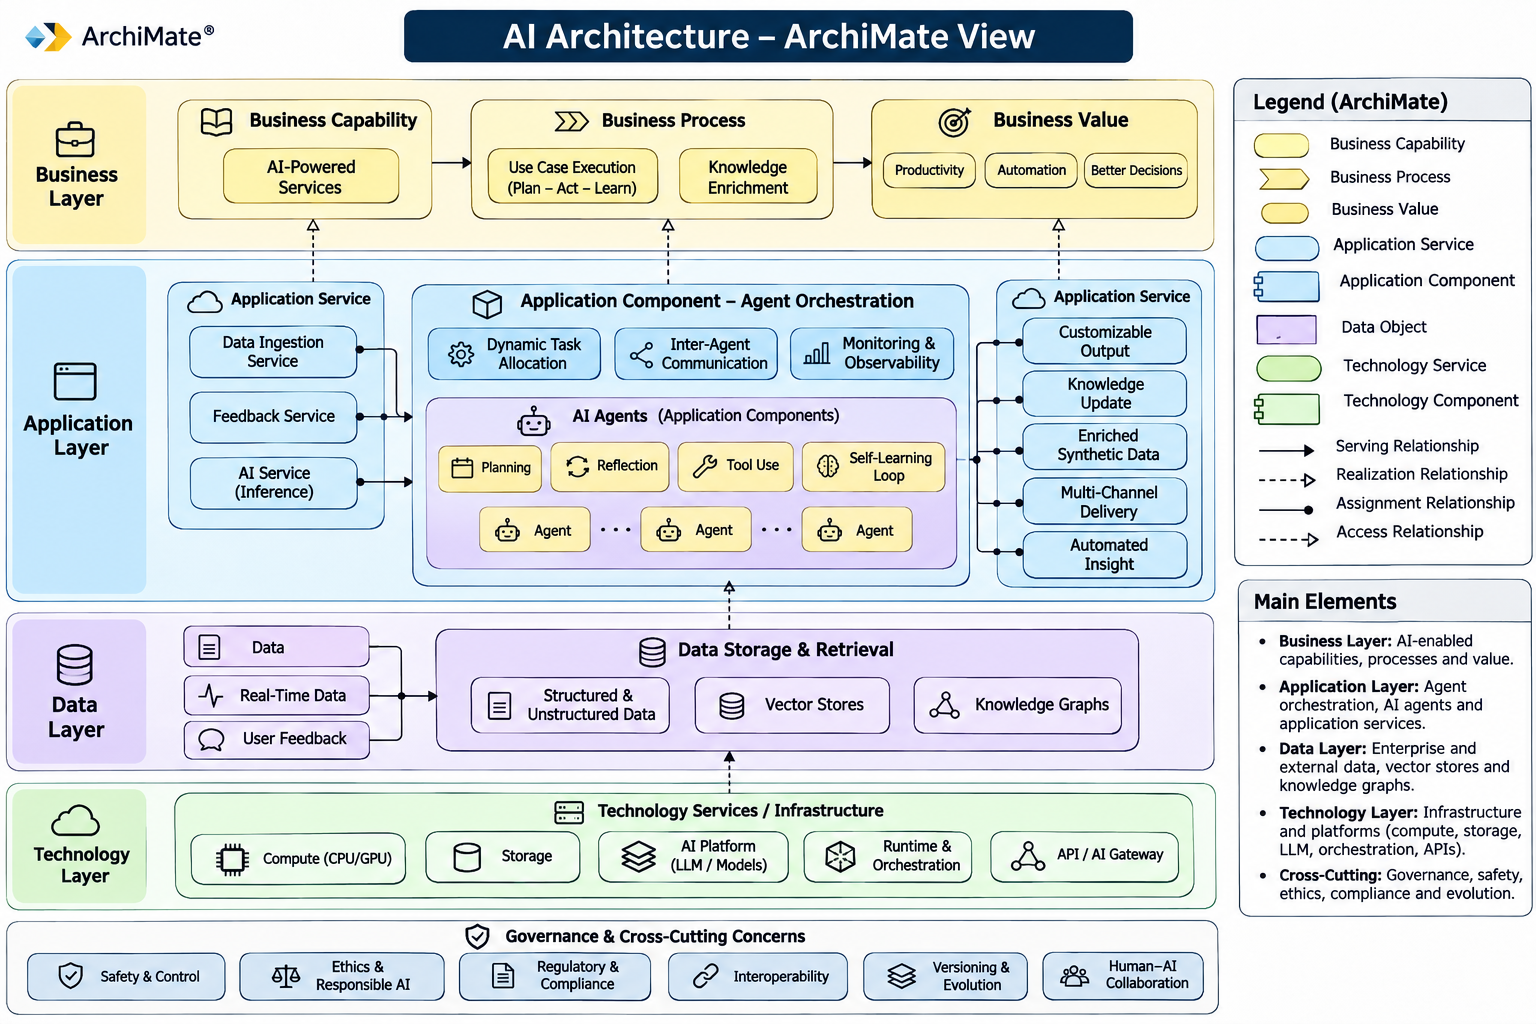 ArchiMate®
AI Architecture – ArchiMate View
Business
Layer
Business Capability
AI-Powered
Services
Business Process
Use Case Execution
(Plan – Act – Learn)
Knowledge
Enrichment
Business Value
Productivity
Automation
Better Decisions
Application
Layer
Application Service
Data Ingestion
Service
Feedback Service
AI Service
(Inference)
Application Component – Agent Orchestration
Dynamic Task
Allocation
Inter-Agent
Communication
Monitoring &
Observability
AI Agents (Application Components)
Planning
Reflection
Tool Use
Self-Learning
Loop
Agent
Agent
Agent
Application Service
Customizable
Output
Knowledge
Update
Enriched
Synthetic Data
Multi-Channel
Delivery
Automated
Insight
Data
Layer
Data
Real-Time Data
User Feedback
Data Storage & Retrieval
Structured &
Unstructured Data
Vector Stores
Knowledge Graphs
Technology
Layer
Technology Services / Infrastructure
Compute (CPU/GPU)
Storage
AI Platform
(LLM / Models)
Runtime &
Orchestration
API / AI Gateway
Governance & Cross-Cutting Concerns
Safety & Control
Ethics &
Responsible AI
Regulatory &
Compliance
Interoperability
Versioning &
Evolution
Human–AI
Collaboration
Legend (ArchiMate)
Business Capability
Business Process
Business Value
Application Service
Application Component
Data Object
Technology Service
Technology Component
Serving Relationship
Realization Relationship
Assignment Relationship
Access Relationship
Main Elements
• Business Layer: AI-enabled
capabilities, processes and value.
• Application Layer: Agent
orchestration, AI agents and
application services.
• Data Layer: Enterprise and
external data, vector stores and
knowledge graphs.
• Technology Layer: Infrastructure
and platforms (compute, storage,
LLM, orchestration, APIs).
• Cross-Cutting: Governance, safety,
ethics, compliance and evolution.